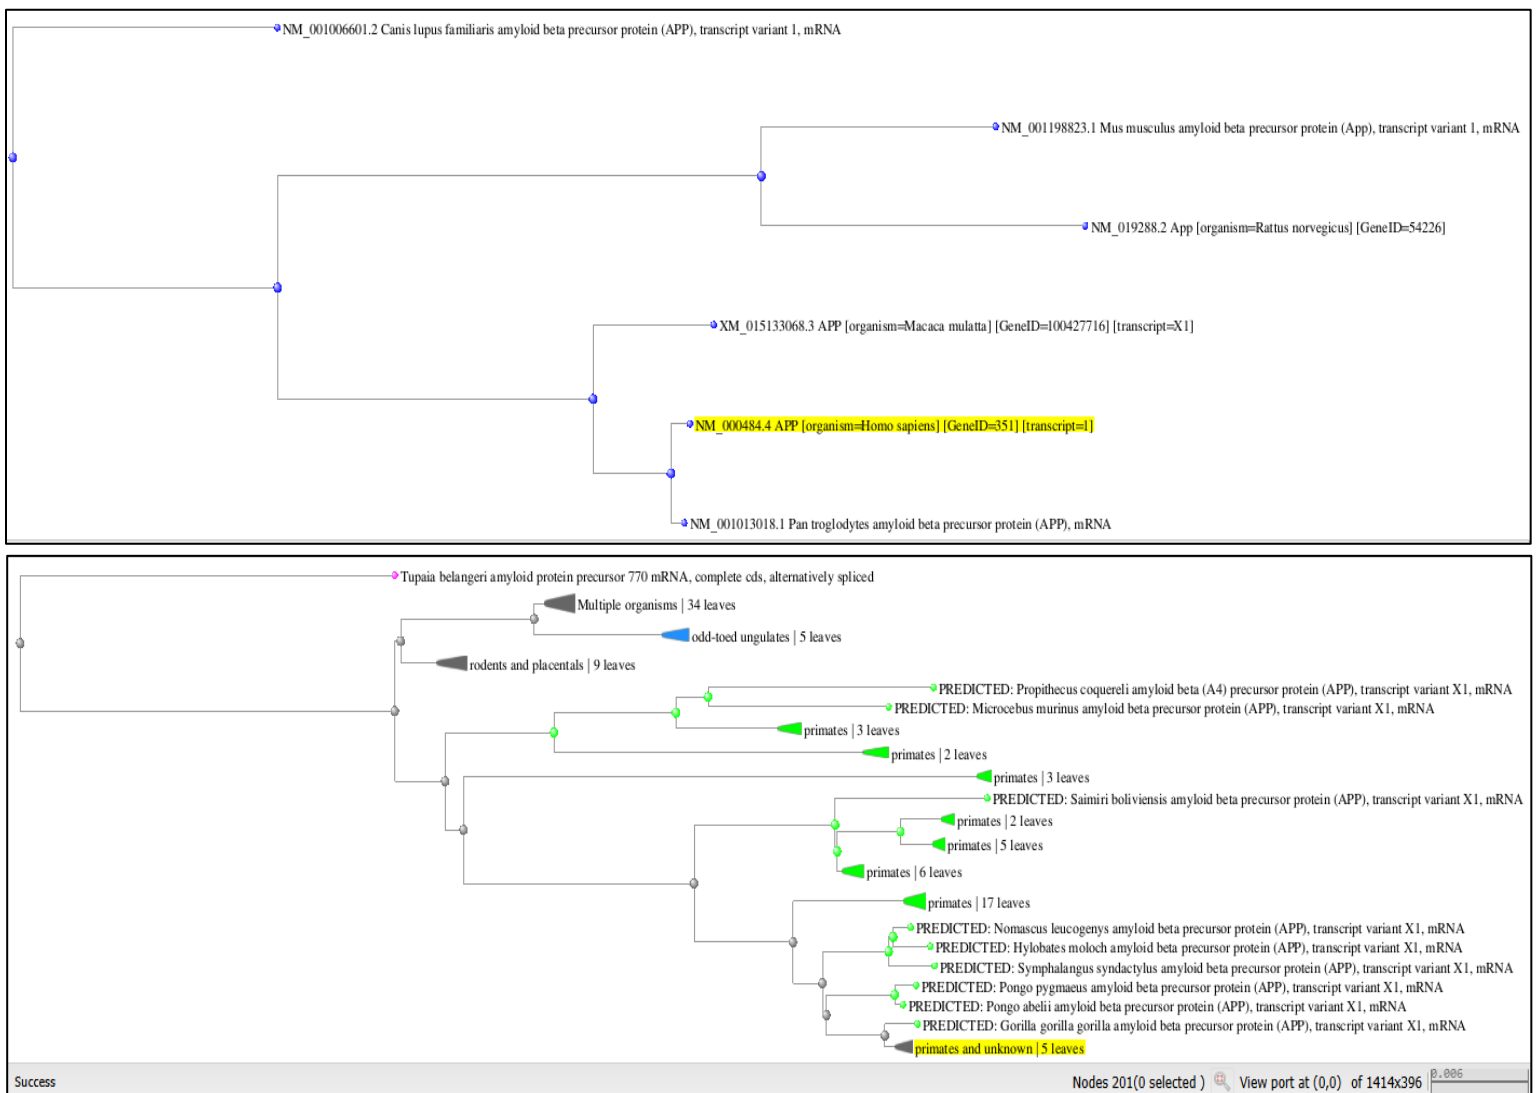 NM_001006601.2 Canis lupus familiaris amyloid beta precursor protein (APP), transcript variant 1, mRNA
NM_001198823.1 Mus musculus amyloid beta precursor protein (App), transcript variant 1, mRNA
NM_019288.2 App [organism=Rattus norvegicus] [GeneID=54226]
XM_015133068.3 APP [organism=Macaca mulatta] [GeneID=100427716] [transcript=X1]
NM_000484.4 APP [organism=Homo sapiens] [GeneID=351] [transcript=1]
NM_001013018.1 Pan troglodytes amyloid beta precursor protein (APP), mRNA
Tupaia belangeri amyloid protein precursor 770 mRNA, complete cds, alternatively spliced
Multiple organisms | 34 leaves
odd-toed ungulates | 5 leaves
rodents and placentals | 9 leaves
PREDICTED: Propithecus coquereli amyloid beta (A4) precursor protein (APP), transcript variant X1, mRNA
PREDICTED: Microcebus murinus amyloid beta precursor protein (APP), transcript variant X1, mRNA
primates | 3 leaves
primates | 2 leaves
primates | 3 leaves
PREDICTED: Saimiri boliviensis amyloid beta precursor protein (APP), transcript variant X1, mRNA
primates | 2 leaves
primates | 5 leaves
primates | 6 leaves
primates | 17 leaves
PREDICTED: Nomascus leucogenys amyloid beta precursor protein (APP), transcript variant X1, mRNA
PREDICTED: Hylobates moloch amyloid beta precursor protein (APP), transcript variant X1, mRNA
PREDICTED: Symphalangus syndactylus amyloid beta precursor protein (APP), transcript variant X1, mRNA
PREDICTED: Pongo pygmaeus amyloid beta precursor protein (APP), transcript variant X1, mRNA
PREDICTED: Pongo abelii amyloid beta precursor protein (APP), transcript variant X1, mRNA
PREDICTED: Gorilla gorilla gorilla amyloid beta precursor protein (APP), transcript variant X1, mRNA
primates and unknown | 5 leaves
Success Nodes 201(0 selected ) View port at (0,0) of 1414x396 0.006